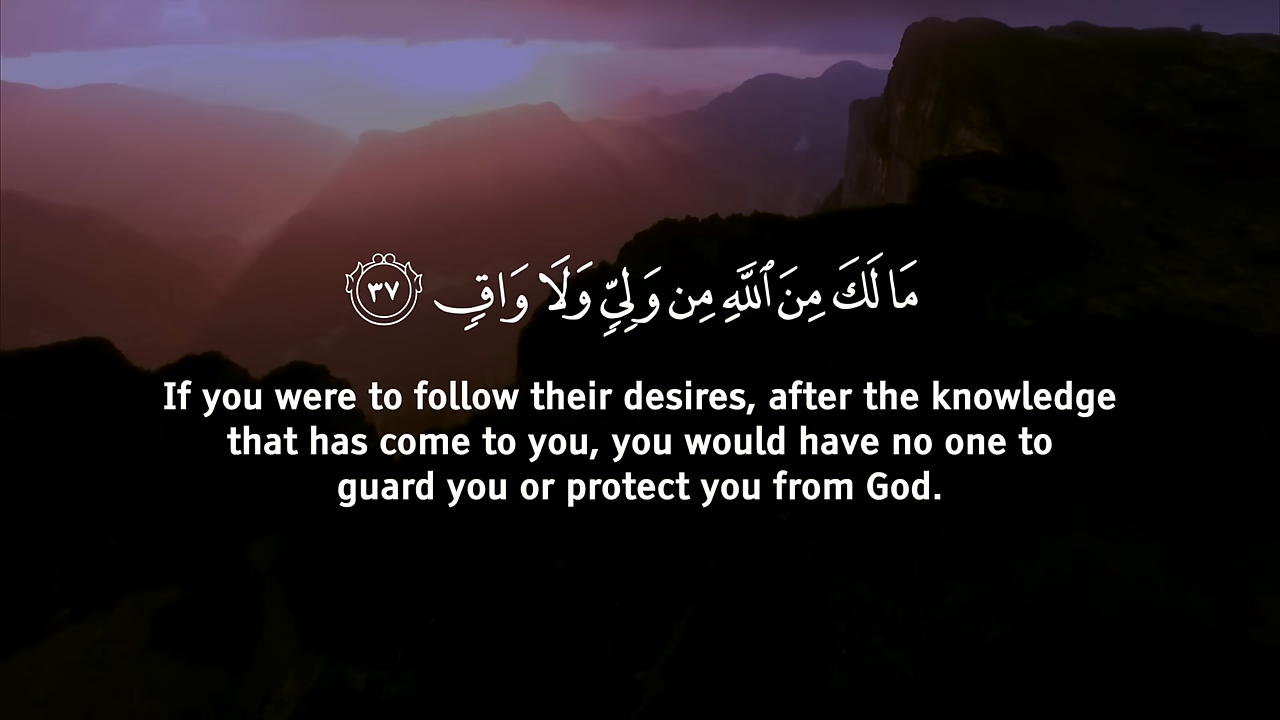 مَا لَكَ مِنَ ٱللَّهِ مِن وَلِيٍّ وَلَا وَاقٍ ٣٧
If you were to follow their desires, after the knowledge
that has come to you, you would have no one to
guard you or protect you from God.